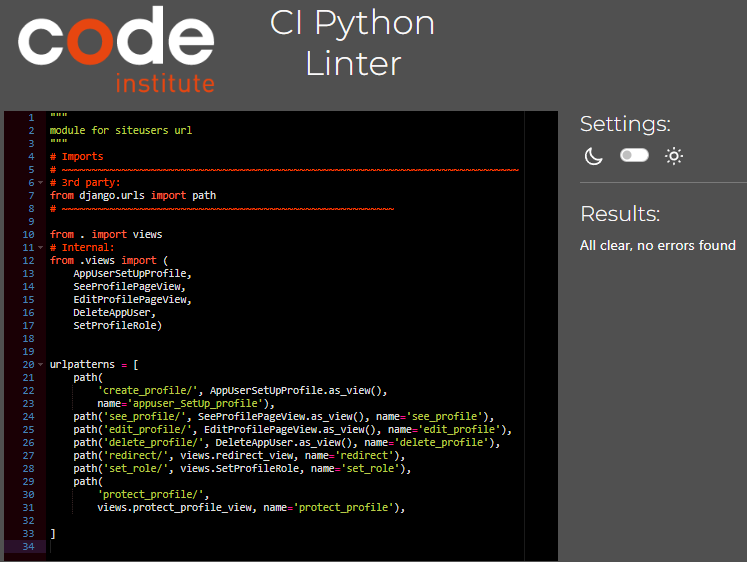 code
institute
CI Python
Linter
1 """
2 module for siteusers url
3 """
4 # Imports
5 # ~~~~~~~~~~~~~~~~~~~~~~~~~~~~~~~~~~~~~~~~~~~~~~~~~~~~~~~~~~~~~~~~~~~~~~~~~~~~~
6 # 3rd party:
7 from django.urls import path
8 # ~~~~~~~~~~~~~~~~~~~~~~~~~~~~~~~~~~~~~~~~~~~~~~~~~~~~~~~~
9
10 from . import views
11 # Internal:
12 from .views import (
13     AppUserSetUpProfile,
14     SeeProfilePageView,
15     EditProfilePageView,
16     DeleteAppUser,
17     SetProfileRole)
18
19
20 urlpatterns = [
21     path(
22         'create_profile/', AppUserSetUpProfile.as_view(),
23         name='appuser_SetUp_profile'),
24     path('see_profile/', SeeProfilePageView.as_view(), name='see_profile'),
25     path('edit_profile/', EditProfilePageView.as_view(), name='edit_profile'),
26     path('delete_profile/', DeleteAppUser.as_view(), name='delete_profile'),
27     path('redirect/', views.redirect_view, name='redirect'),
28     path('set_role/', views.SetProfileRole, name='set_role'),
29     path(
30         'protect_profile/',
31         views.protect_profile_view, name='protect_profile'),
32
33 ]
34
Settings:
Results:
All clear, no errors found